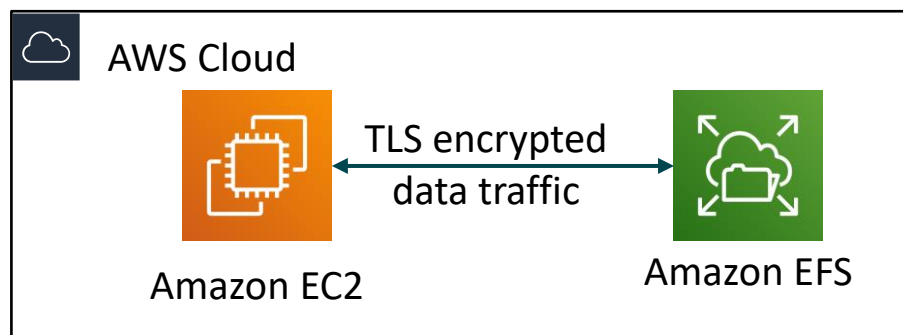 AWS Cloud
TLS encrypted
data traffic
Amazon EC2
Amazon EFS